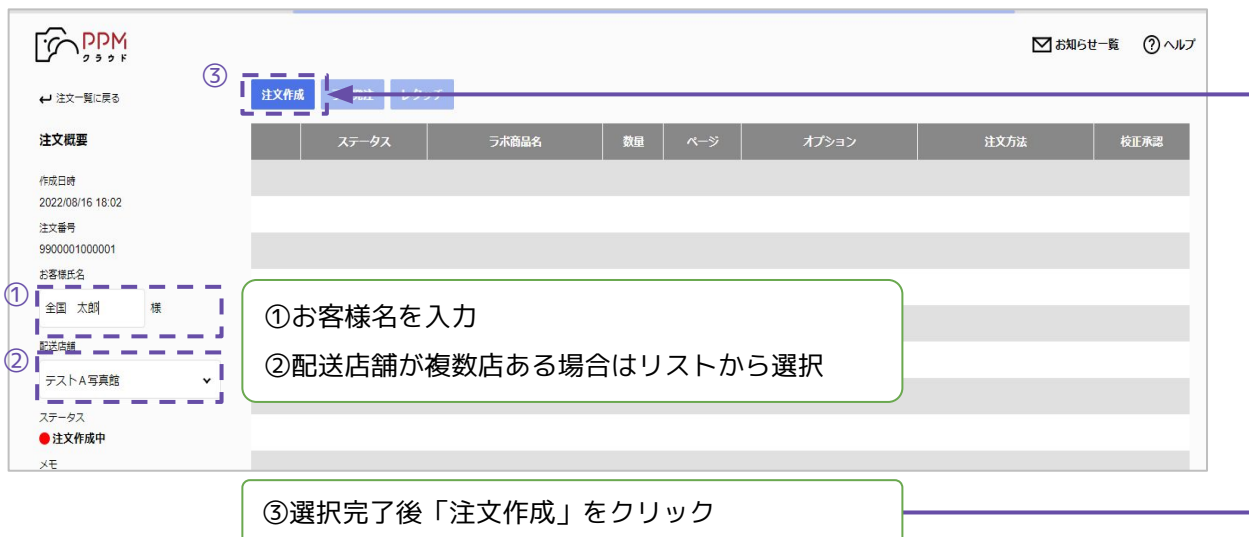 PPM
クラウド
お知らせ一覧
ヘルプ
③
注文作成
注文一覧に戻る
注文概要
ステータス ラボ商品名 数量 ページ オプション 注文方法 校正承認
作成日時
2022/08/16 18:02
注文番号
9900001000001
お客様氏名
①
全国 太郎 様
配送店舗
②
テストA写真館
ステータス
注文作成中
メモ
①お客様名を入力
②配送店舗が複数店ある場合はリストから選択
③選択完了後「注文作成」をクリック